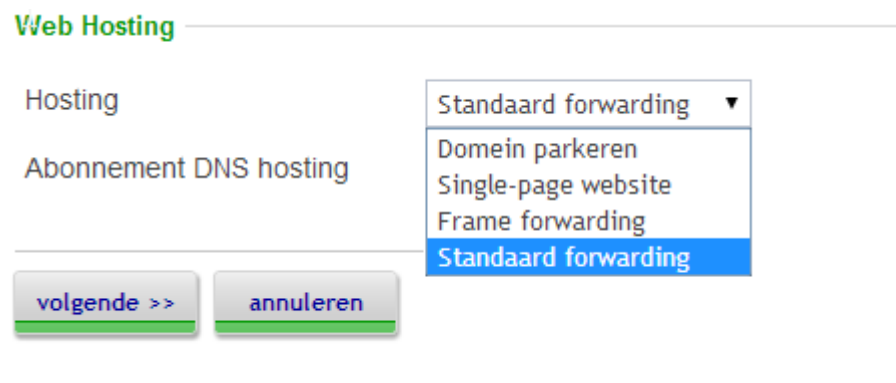 Web Hosting
Hosting
Standaard forwarding
Domein parkeren
Abonnement DNS hosting
Single-page website
Frame forwarding
Standaard forwarding
volgende >>
annuleren